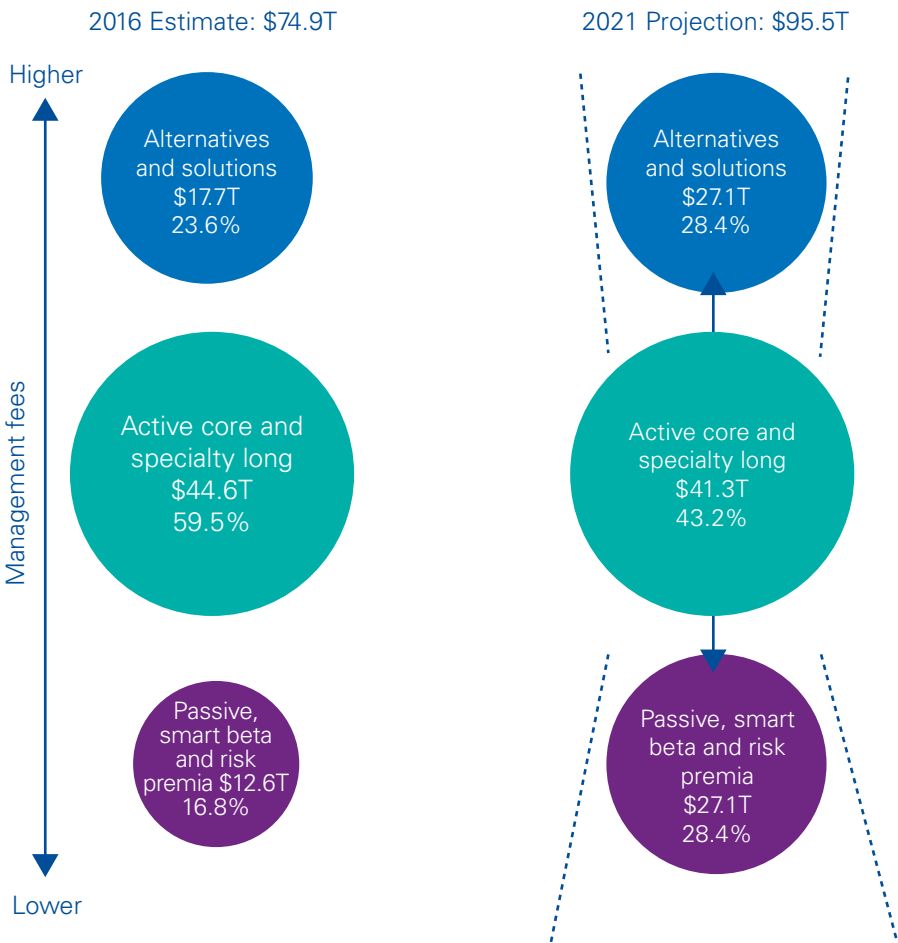 2016 Estimate: $74.9T
2021 Projection: $95.5T
Higher
Management fees
Lower
Alternatives
and solutions
$17.7T
23.6%
Active core and
specialty long
$44.6T
59.5%
Passive,
smart beta
and risk
premia $12.6T
16.8%
Alternatives
and solutions
$27.1T
28.4%
Active core and
specialty long
$41.3T
43.2%
Passive, smart
beta and risk
premia
$27.1T
28.4%